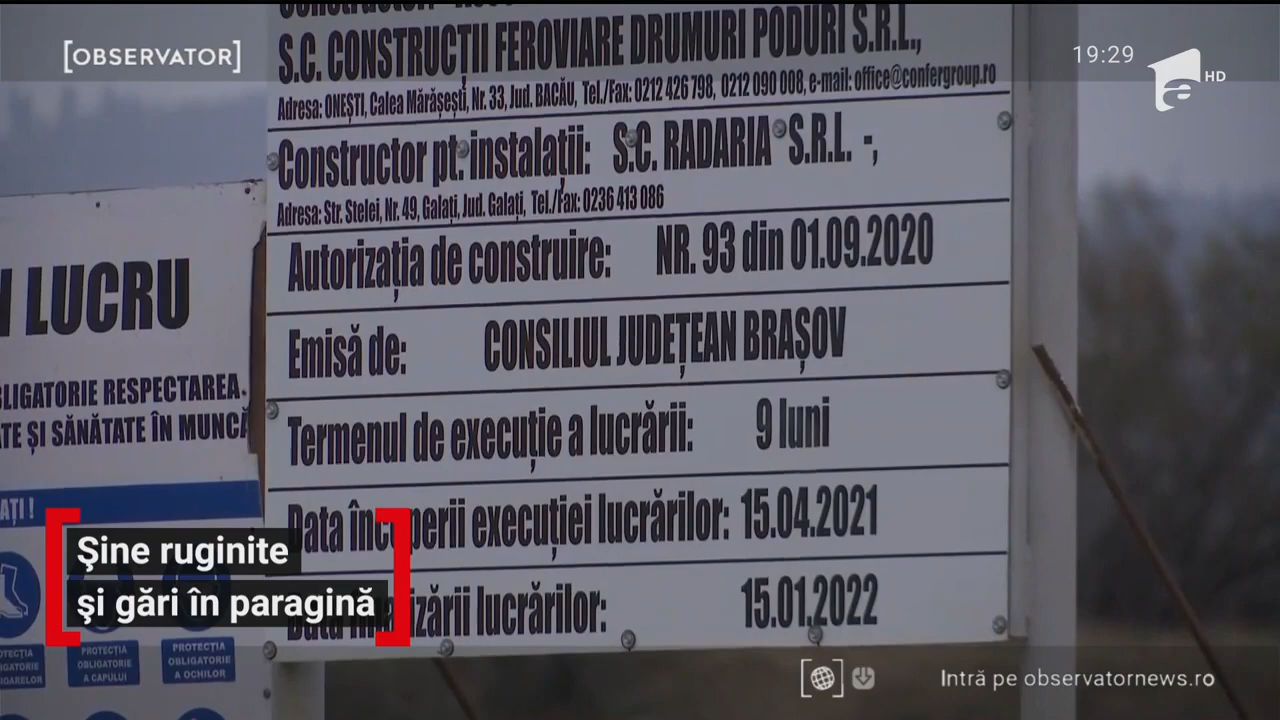 [OBSERVATOR]
19:29
HD
S.C. CONSTRUCȚII FEROVIARE DRUMURI PODURI S.R.L.,
Adresa: ONEȘTI, Calea Mărășești, Nr. 33, Jud. BACĂU, Tel./Fax: 0212 426 798, 0212 090 008, e-mail: office@confergroup.ro
Constructor pt. instalații: S.C. RADARIA S.R.L. -,
Adresa: Str. Stelei, Nr. 49, Galați, Jud. Galați, Tel./Fax: 0236 413 086
Autorizația de construire: NR. 93 din 01.09.2020
Emisă de: CONSILIUL JUDEȚEAN BRAȘOV
Termenul de execuție a lucrării: 9 luni
Data începerii execuției lucrărilor: 15.04.2021
lucrărilor: 15.01.2022
LUCRU
RESPECTAREA
ȘI SĂNĂTATE ÎN MUNCĂ
Şine ruginite
şi gări în paragină
PROTECȚIA
OBLIGATORIE
A CAPULUI
PROTECȚIA
OBLIGATORIE
A OCHILOR
Intră pe observatornews.ro